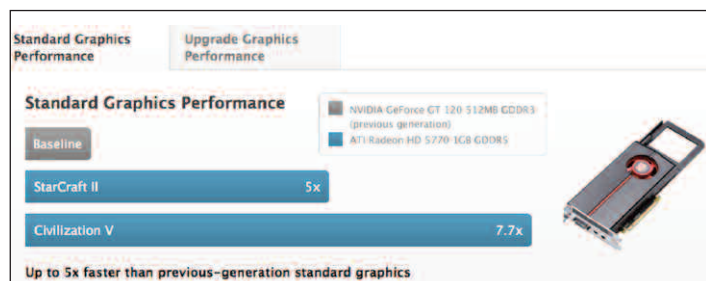 Standard Graphics
Performance
Upgrade Graphics
Performance
Standard Graphics Performance
NVIDIA GeForce GT 120 512MB GDDR3
(previous generation)
ATI Radeon HD 5770 1GB GDDR5
Baseline
StarCraft II 5x
Civilization V 7.7x
Up to 5x faster than previous-generation standard graphics